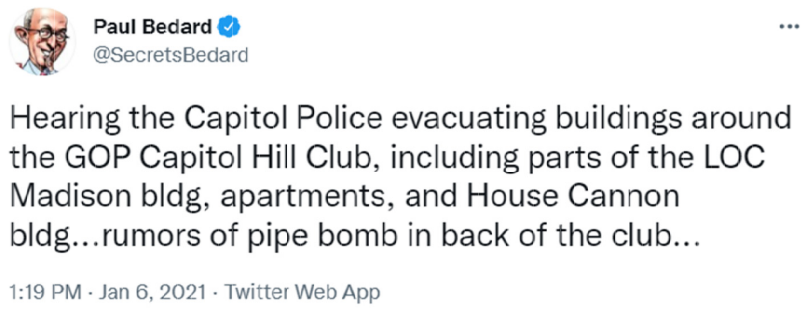 Paul Bedard
@SecretsBedard
Hearing the Capitol Police evacuating buildings around
the GOP Capitol Hill Club, including parts of the LOC
Madison bldg, apartments, and House Cannon
bldg...rumors of pipe bomb in back of the club...
1:19 PM · Jan 6, 2021 · Twitter Web App